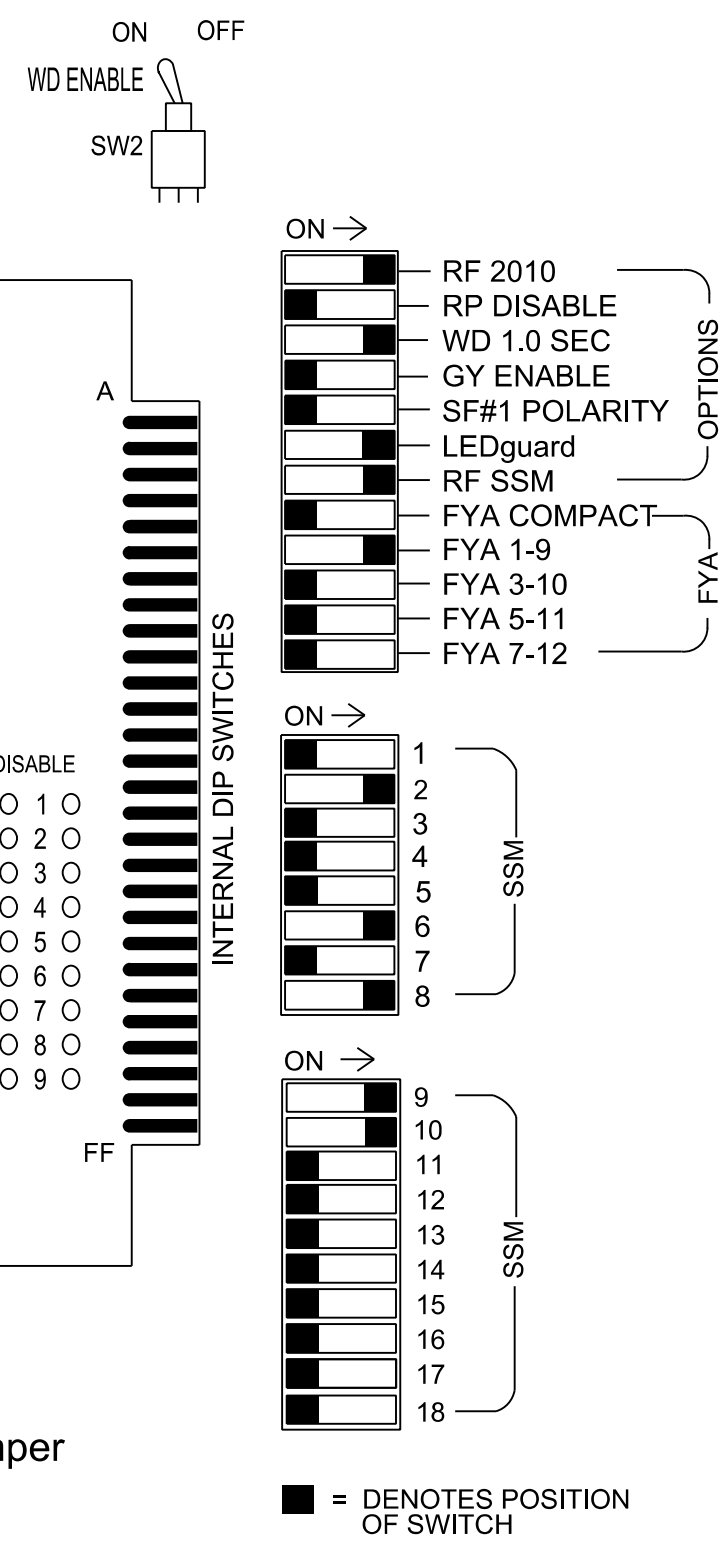 ON OFF
WD ENABLE
SW2
ON →
RF 2010
RP DISABLE
WD 1.0 SEC
GY ENABLE
SF#1 POLARITY
LEDguard
RF SSM
FYA COMPACT
FYA 1-9
FYA 3-10
FYA 5-11
FYA 7-12
OPTIONS
FYA
A
FF
INTERNAL DIP SWITCHES
DISABLE
1
2
3
4
5
6
7
8
9
ON →
1
2
3
4
5
6
7
8
SSM
ON →
9
10
11
12
13
14
15
16
17
18
SSM
= DENOTES POSITION
OF SWITCH